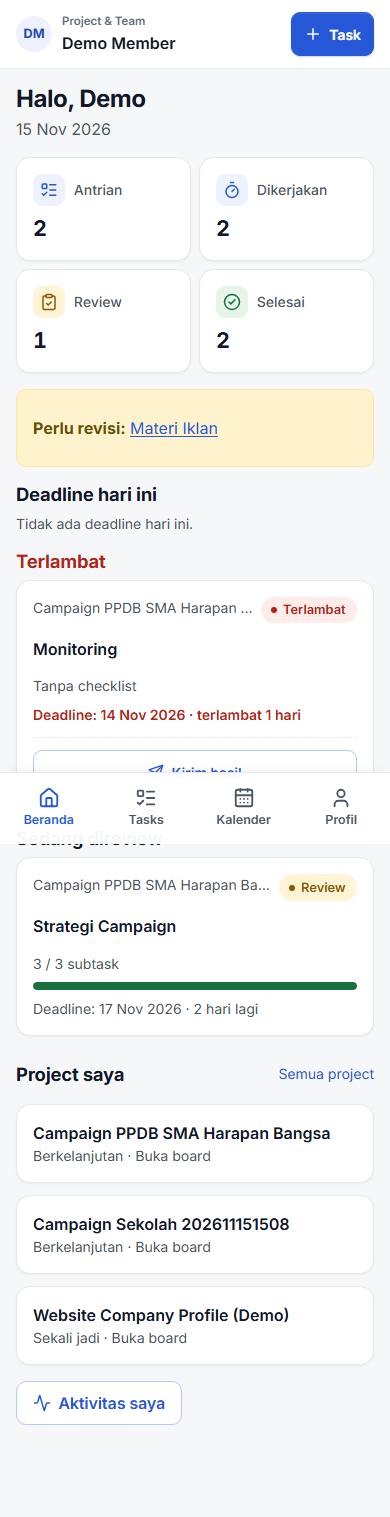 DM
Project & Team
Demo Member
Task
Halo, Demo
15 Nov 2026
Antrian
2
Dikerjakan
2
Review
1
Selesai
2
Perlu revisi: Materi Iklan
Deadline hari ini
Tidak ada deadline hari ini.
Terlambat
Campaign PPDB SMA Harapan ...
Terlambat
Monitoring
Tanpa checklist
Deadline: 14 Nov 2026 · terlambat 1 hari
Kirim hasil
Beranda
Tasks
Kalender
Profil
Sedang direview
Campaign PPDB SMA Harapan Ba...
Review
Strategi Campaign
3 / 3 subtask
Deadline: 17 Nov 2026 · 2 hari lagi
Project saya
Semua project
Campaign PPDB SMA Harapan Bangsa
Berkelanjutan · Buka board
Campaign Sekolah 202611151508
Berkelanjutan · Buka board
Website Company Profile (Demo)
Sekali jadi · Buka board
Aktivitas saya